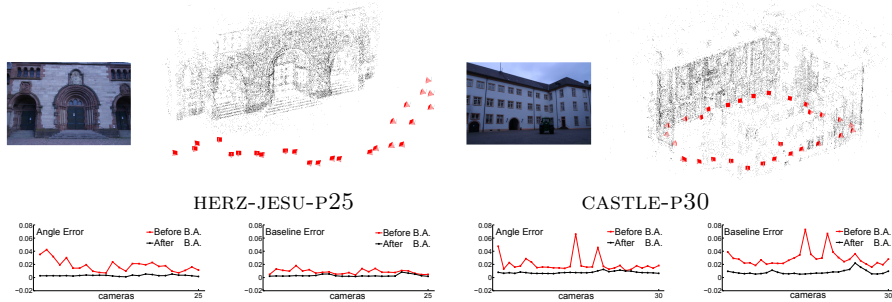 HERZ-JESU-P25
CASTLE-P30
0.08
0.06
0.04
0.02
0
−0.02
Angle Error
Before B.A.
After B.A.
cameras
25
0.08
0.06
0.04
0.02
0
−0.02
Baseline Error
Before B.A.
After B.A.
cameras
25
0.08
0.06
0.04
0.02
0
−0.02
Angle Error
Before B.A.
After B.A.
cameras
30
0.08
0.06
0.04
0.02
0
−0.02
Baseline Error
Before B.A.
After B.A.
cameras
30